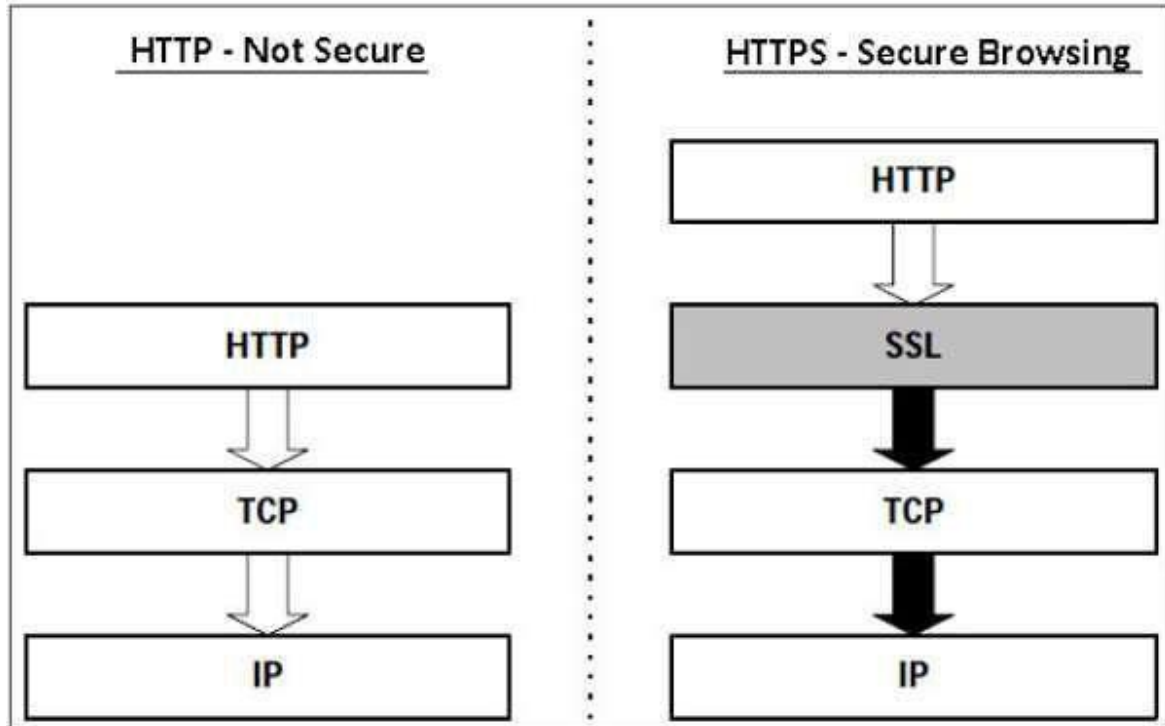 HTTP - Not Secure
HTTP
TCP
IP
HTTPS - Secure Browsing
HTTP
SSL
TCP
IP